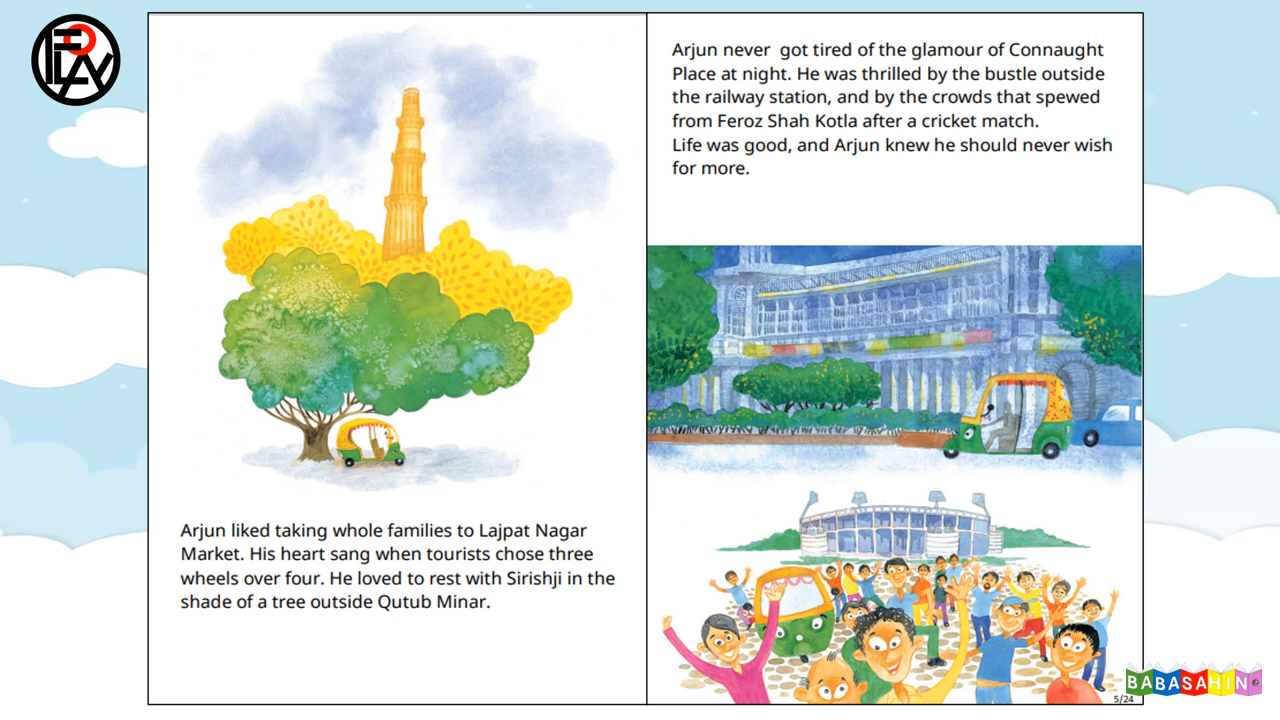 PLAY
Arjun liked taking whole families to Lajpat Nagar
Market. His heart sang when tourists chose three
wheels over four. He loved to rest with Sirishji in the
shade of a tree outside Qutub Minar.
Arjun never  got tired of the glamour of Connaught
Place at night. He was thrilled by the bustle outside
the railway station, and by the crowds that spewed
from Feroz Shah Kotla after a cricket match.
Life was good, and Arjun knew he should never wish
for more.
5/24
BABASAHIN